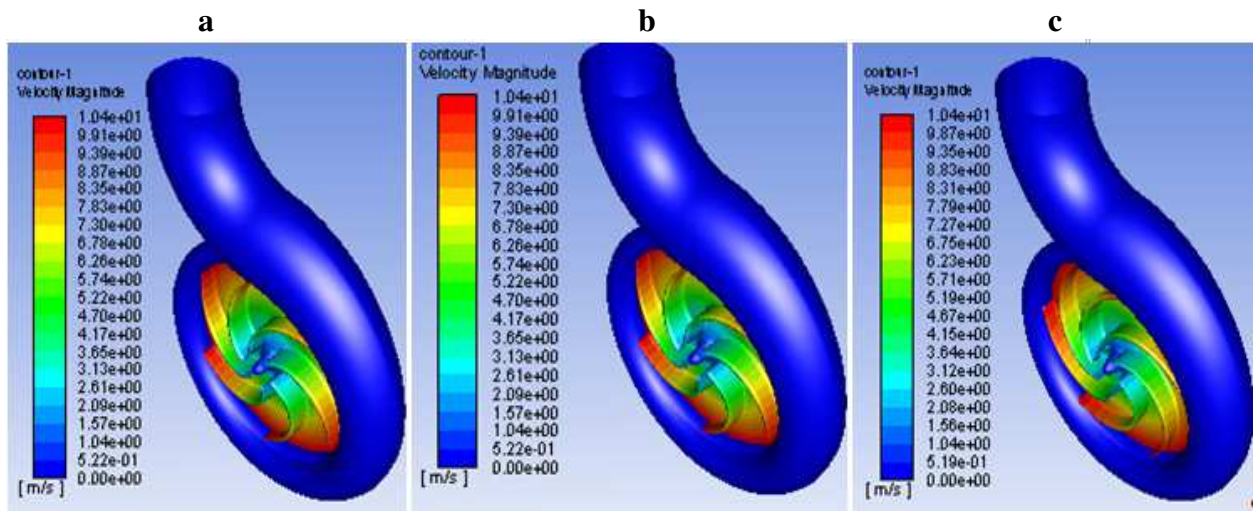 a
b
c
contour-1
Velocity Magnitude
1.04e+01
9.91e+00
9.39e+00
8.87e+00
8.35e+00
7.83e+00
7.30e+00
6.78e+00
6.26e+00
5.74e+00
5.22e+00
4.70e+00
4.17e+00
3.65e+00
3.13e+00
2.61e+00
2.09e+00
1.57e+00
1.04e+00
5.22e-01
0.00e+00
[ m/s ]
contour-1
Velocity Magnitude
1.04e+01
9.91e+00
9.39e+00
8.87e+00
8.35e+00
7.83e+00
7.30e+00
6.78e+00
6.26e+00
5.74e+00
5.22e+00
4.70e+00
4.17e+00
3.65e+00
3.13e+00
2.61e+00
2.09e+00
1.57e+00
1.04e+00
5.22e-01
0.00e+00
[ m/s ]
contour-1
Velocity Magnitude
1.04e+01
9.87e+00
9.35e+00
8.83e+00
8.31e+00
7.79e+00
7.27e+00
6.75e+00
6.23e+00
5.71e+00
5.19e+00
4.67e+00
4.15e+00
3.64e+00
3.12e+00
2.60e+00
2.08e+00
1.56e+00
1.04e+00
5.19e-01
0.00e+00
[ m/s ]